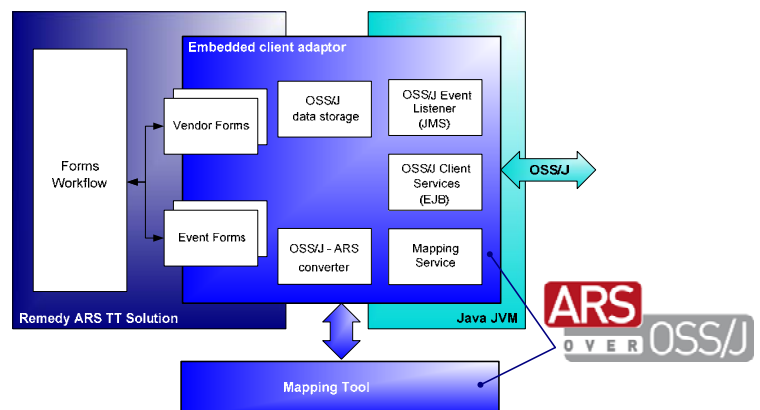 Embedded client adaptor
Forms
Workflow
Vendor Forms
Event Forms
OSS/J
data storage
OSS/J - ARS
converter
OSS/J Event
Listener
(JMS)
OSS/J Client
Services
(EJB)
Mapping
Service
OSS/J
Remedy ARS TT Solution
Java JVM
Mapping Tool
ARS
OVER OSS/J